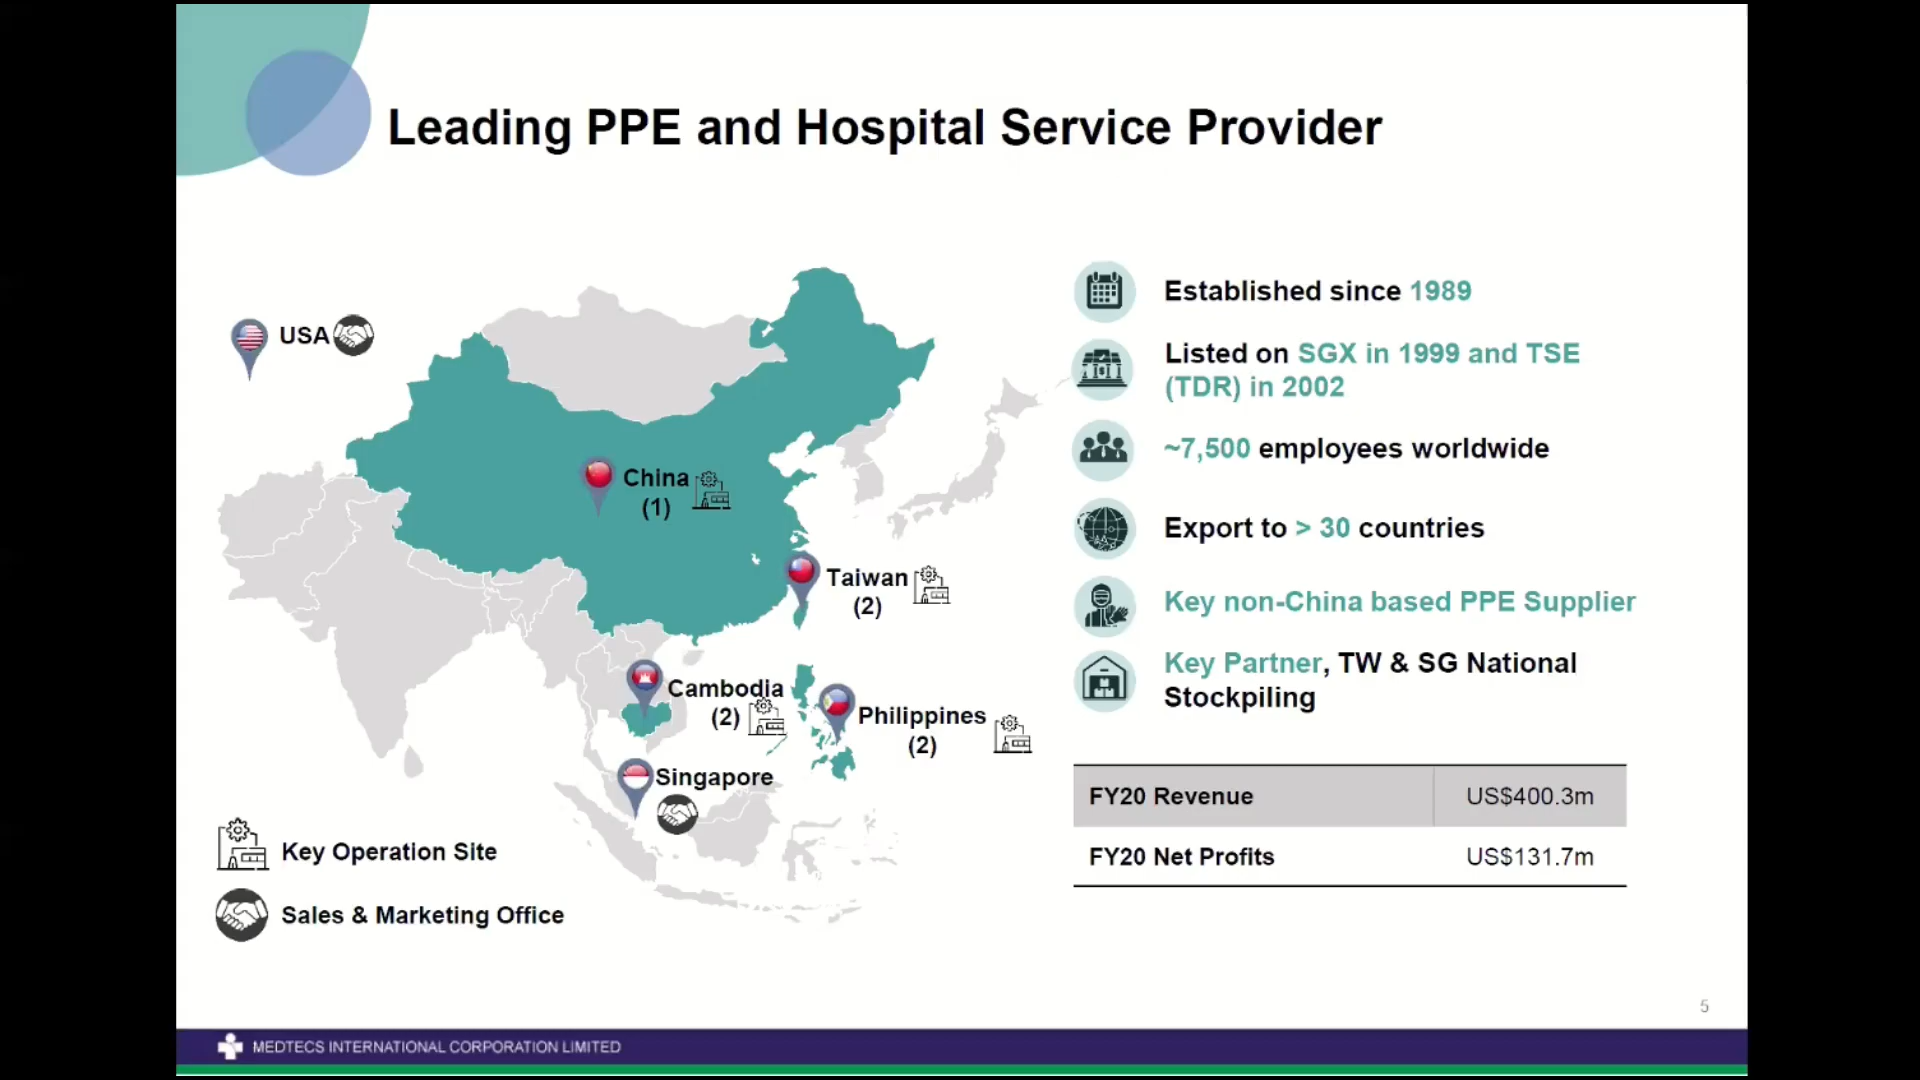 Leading PPE and Hospital Service Provider
USA
China
(1)
Taiwan
(2)
Cambodia
(2)
Philippines
(2)
Singapore
Key Operation Site
Sales & Marketing Office
Established since 1989
Listed on SGX in 1999 and TSE
(TDR) in 2002
~7,500 employees worldwide
Export to > 30 countries
Key non-China based PPE Supplier
Key Partner, TW & SG National
Stockpiling
FY20 Revenue US$400.3m
FY20 Net Profits US$131.7m
5
MEDTECS INTERNATIONAL CORPORATION LIMITED